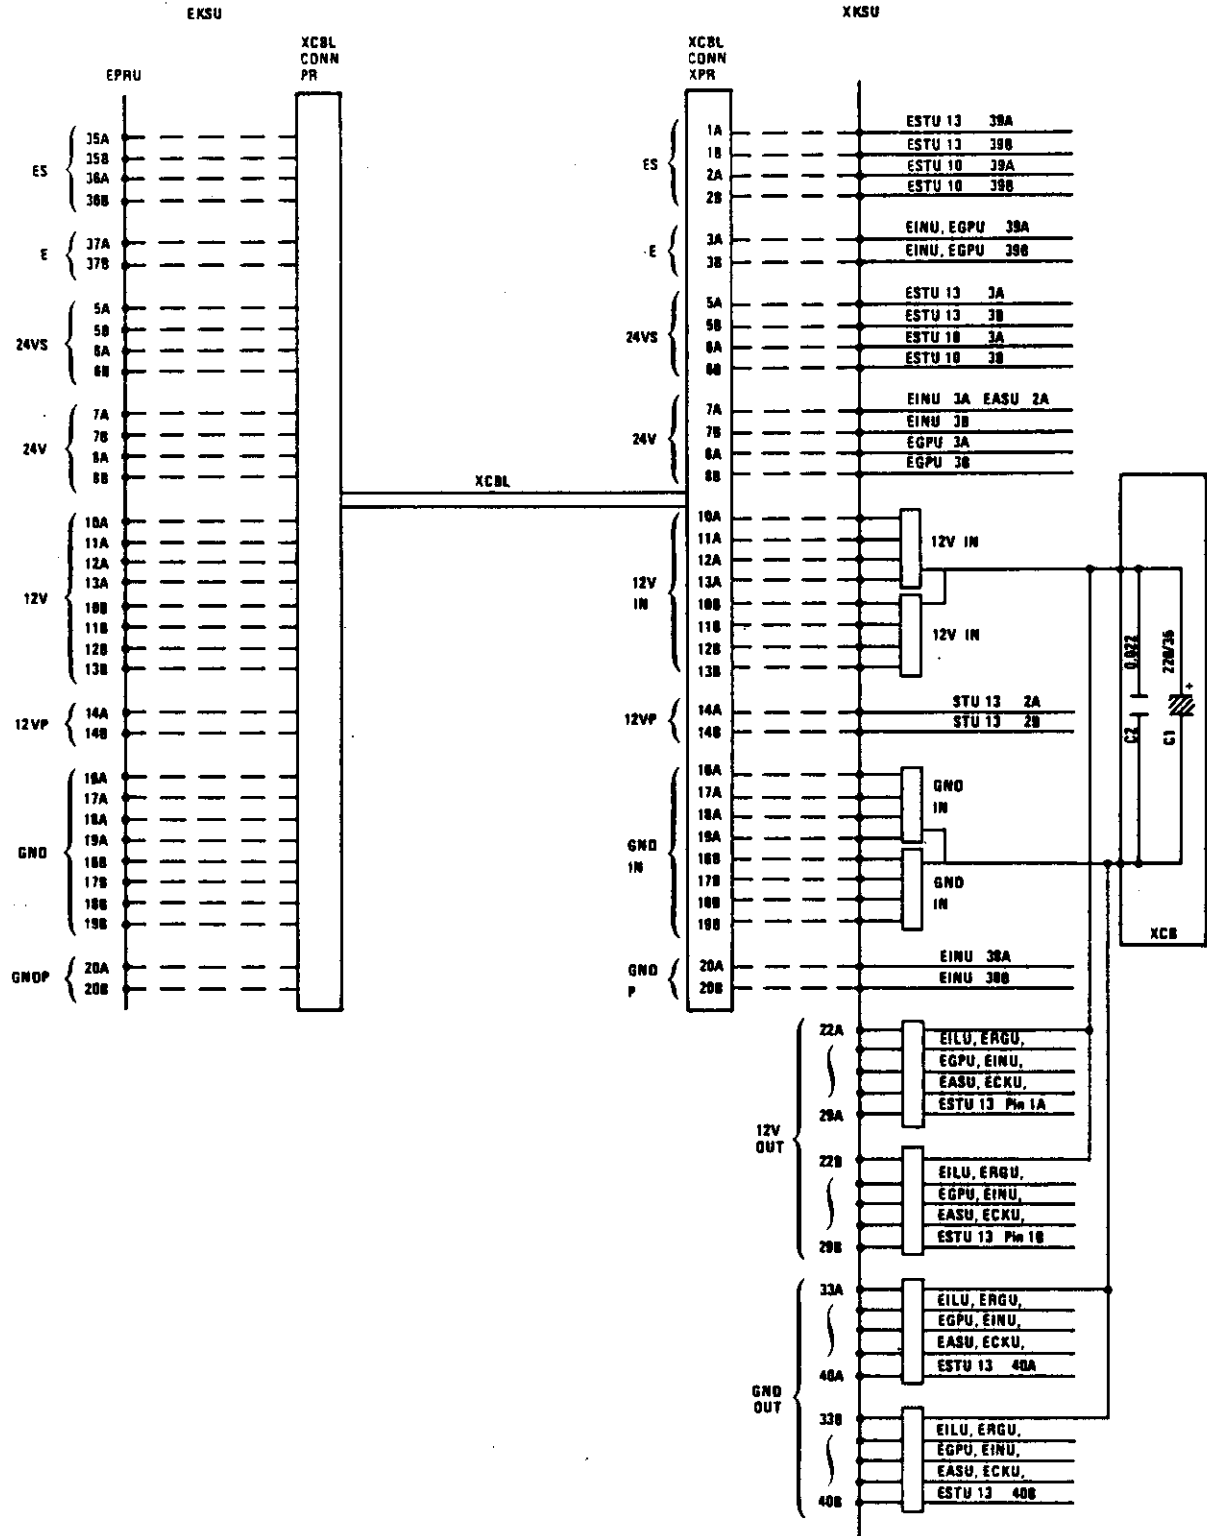 EKSU
XKSU
XCBL
CONN
PR
XCBL
CONN
XPR
EPRU
ES
35A
35B
36A
36B
E
37A
37B
24VS
5A
5B
6A
6B
24V
7A
7B
8A
8B
12V
10A
11A
12A
13A
10B
11B
12B
13B
12VP
14A
14B
GND
16A
17A
18A
19A
16B
17B
18B
19B
GNDP
20A
20B
XCBL
ES
1A
1B
2A
2B
E
3A
3B
24VS
5A
5B
6A
6B
24V
7A
7B
8A
8B
12V
IN
10A
11A
12A
13A
10B
11B
12B
13B
12VP
14A
14B
GND
IN
16A
17A
18A
19A
16B
17B
18B
19B
GND
P
20A
20B
ESTU 13 39A
ESTU 13 39B
ESTU 10 39A
ESTU 10 39B
EINU, EGPU 39A
EINU, EGPU 39B
ESTU 13 3A
ESTU 13 3B
ESTU 10 3A
ESTU 10 3B
EINU 3A EASU 2A
EINU 3B
EGPU 3A
EGPU 3B
12V IN
12V IN
STU 13 2A
STU 13 2B
GND
IN
GND
IN
EINU 38A
EINU 38B
0.022
C2
220/35
+
C1
XCB
12V
OUT
22A
29A
EILU, ERGU,
EGPU, EINU,
EASU, ECKU,
ESTU 13 Pin 1A
22B
29B
EILU, ERGU,
EGPU, EINU,
EASU, ECKU,
ESTU 13 Pin 1B
GND
OUT
33A
40A
EILU, ERGU,
EGPU, EINU,
EASU, ECKU,
ESTU 13 40A
33B
40B
EILU, ERGU,
EGPU, EINU,
EASU, ECKU,
ESTU 13 40B